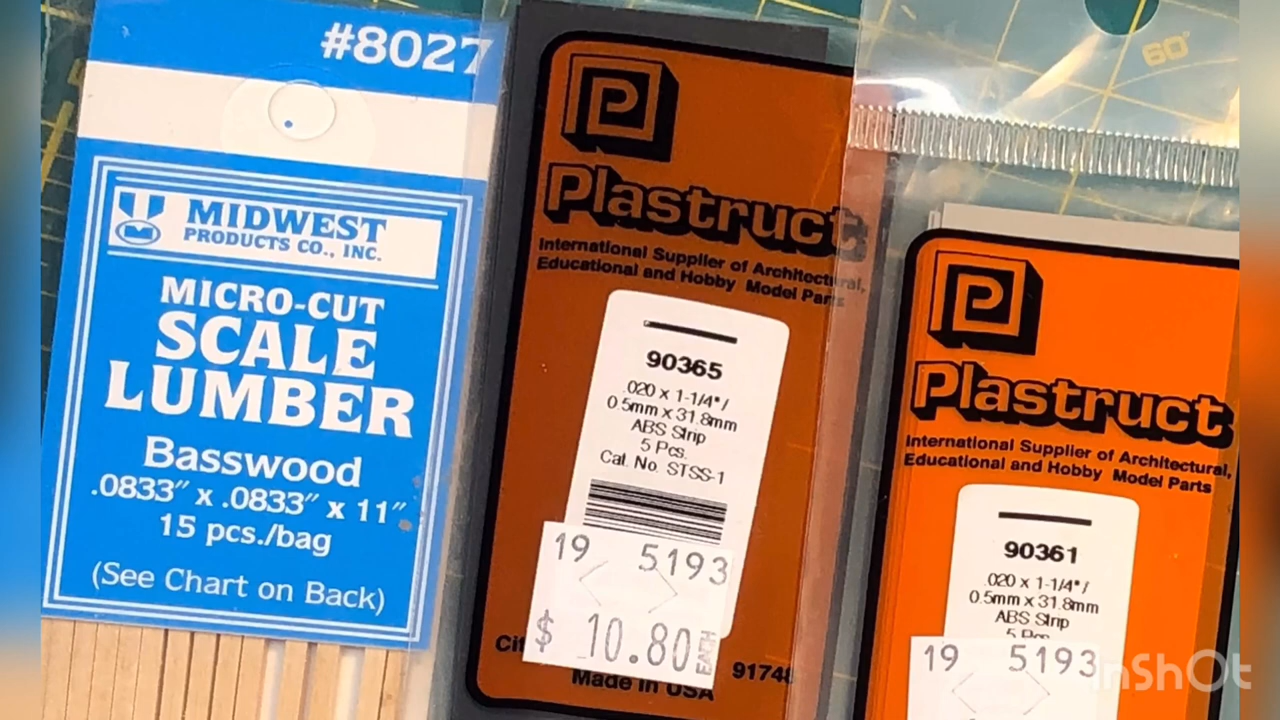 #8027
MIDWEST
PRODUCTS CO., INC.
MICRO-CUT
SCALE
LUMBER
Basswood
.0833″ x .0833″ x 11″
15 pcs./bag
(See Chart on Back)
Plastruct
International Supplier of Architectural,
Educational and Hobby Model Parts
90365
.020 x 1-1/4"/
0.5mm x 31.8mm
ABS Strip
5 Pcs.
Cat. No. STSS-1
19 5193
$ 10.80 EACH
91748
Made in USA
60°
Plastruct
International Supplier of Architectural,
Educational and Hobby Model Parts
90361
.020 x 1-1/4"/
0.5mm x 31.8mm
ABS Strip
19 5193
InShOt